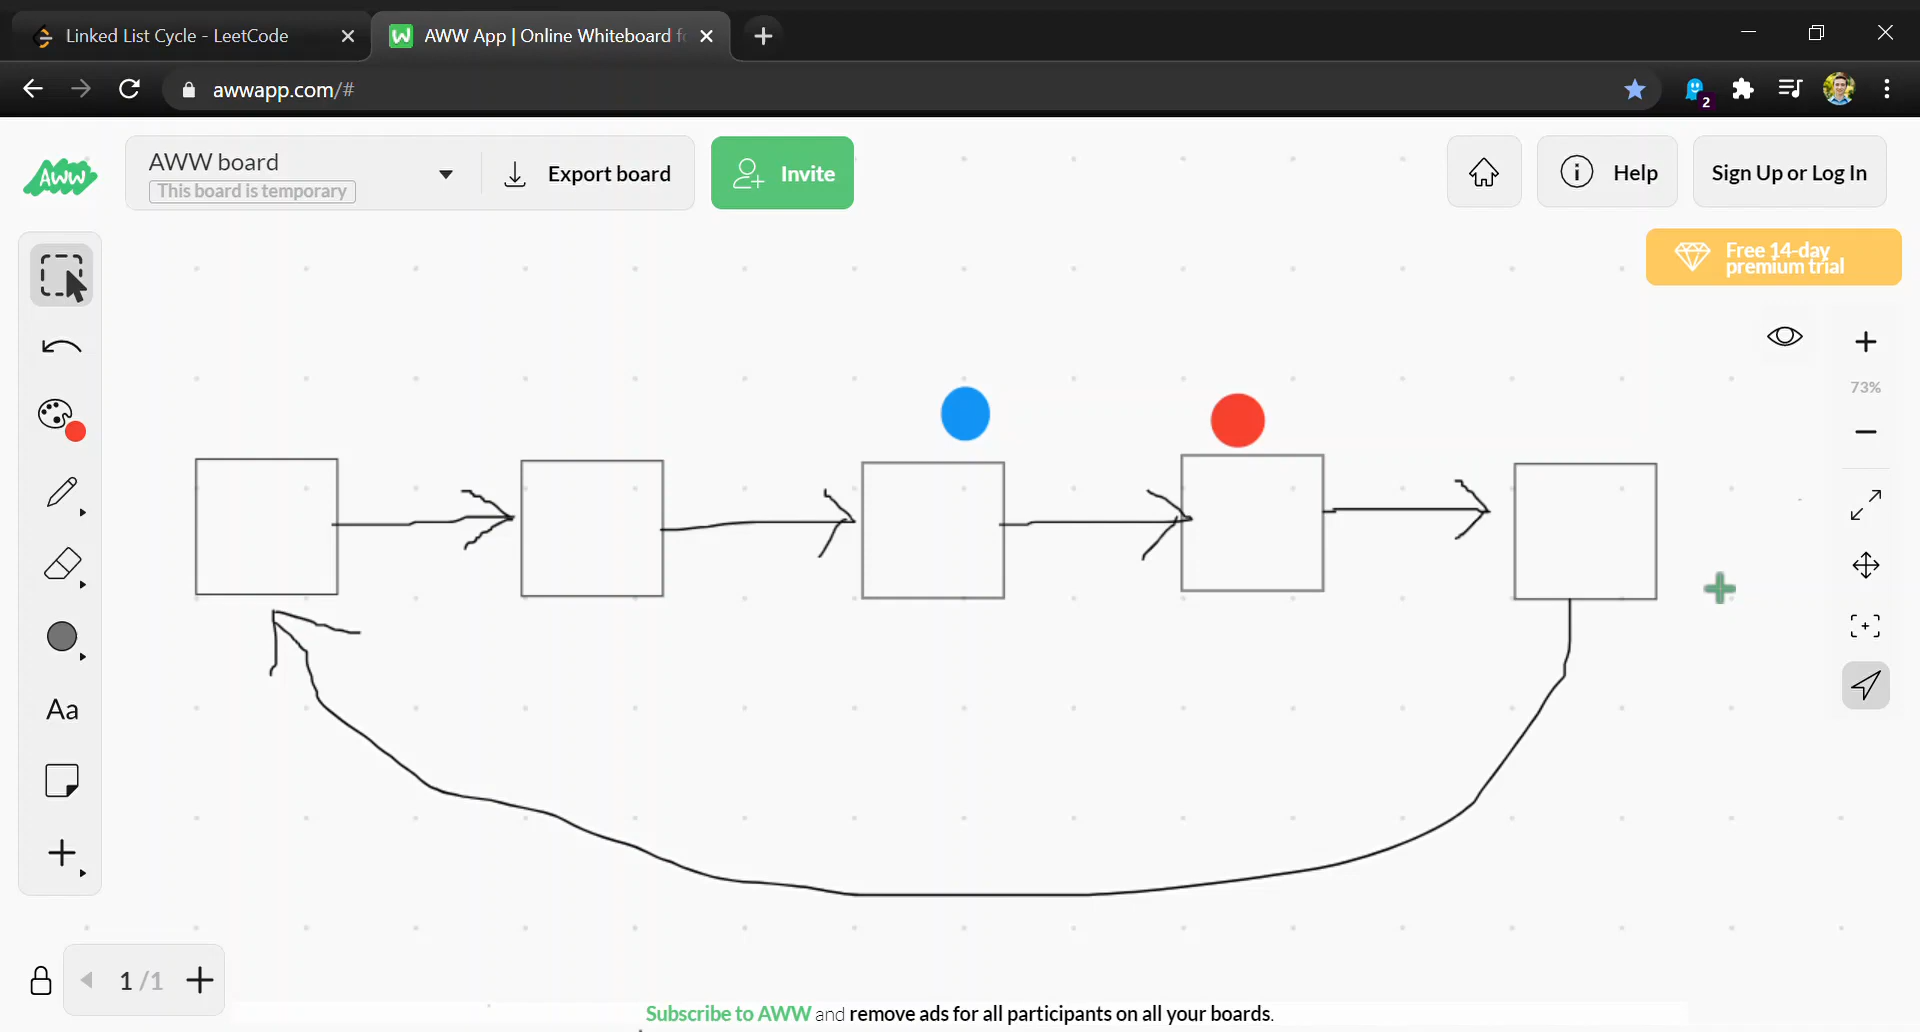 Linked List Cycle - LeetCode
AWW App | Online Whiteboard f
awwapp.com/#
2
AWW
AWW board
This board is temporary
Export board
Invite
Help
Sign Up or Log In
Free 14-day
premium trial
73%
Aa
1 /1
Subscribe to AWW and remove ads for all participants on all your boards.